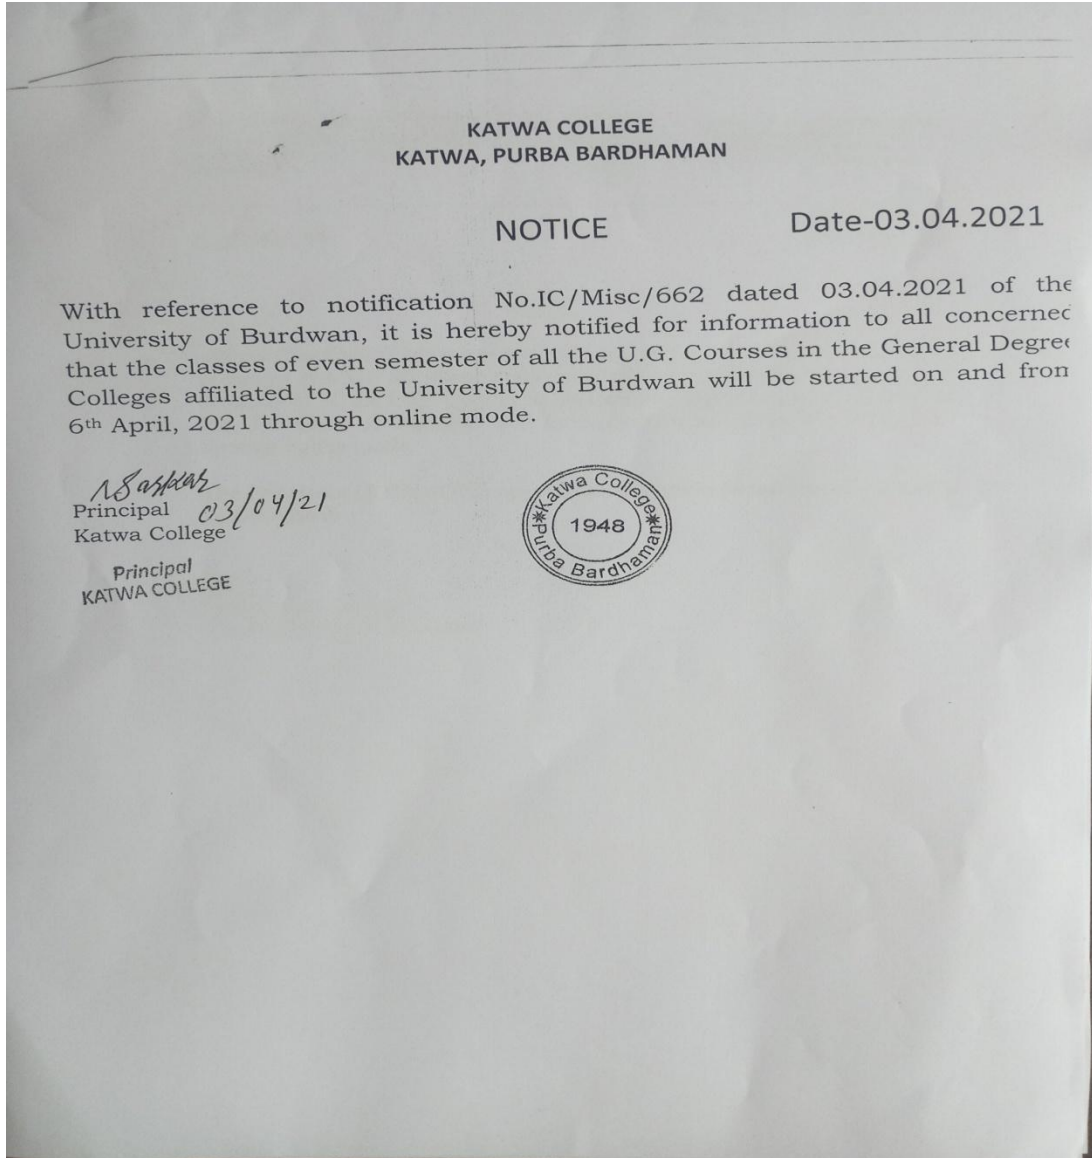 KATWA COLLEGE
KATWA, PURBA BARDHAMAN
NOTICE Date-03.04.2021
With reference to notification No.IC/Misc/662 dated 03.04.2021 of the
University of Burdwan, it is hereby notified for information to all concerned
that the classes of even semester of all the U.G. Courses in the General Degree
Colleges affiliated to the University of Burdwan will be started on and from
6th April, 2021 through online mode.
Principal 03/04/21
Katwa College
Principal
KATWA COLLEGE
*Katwa College*
Purba Bardhaman
1948